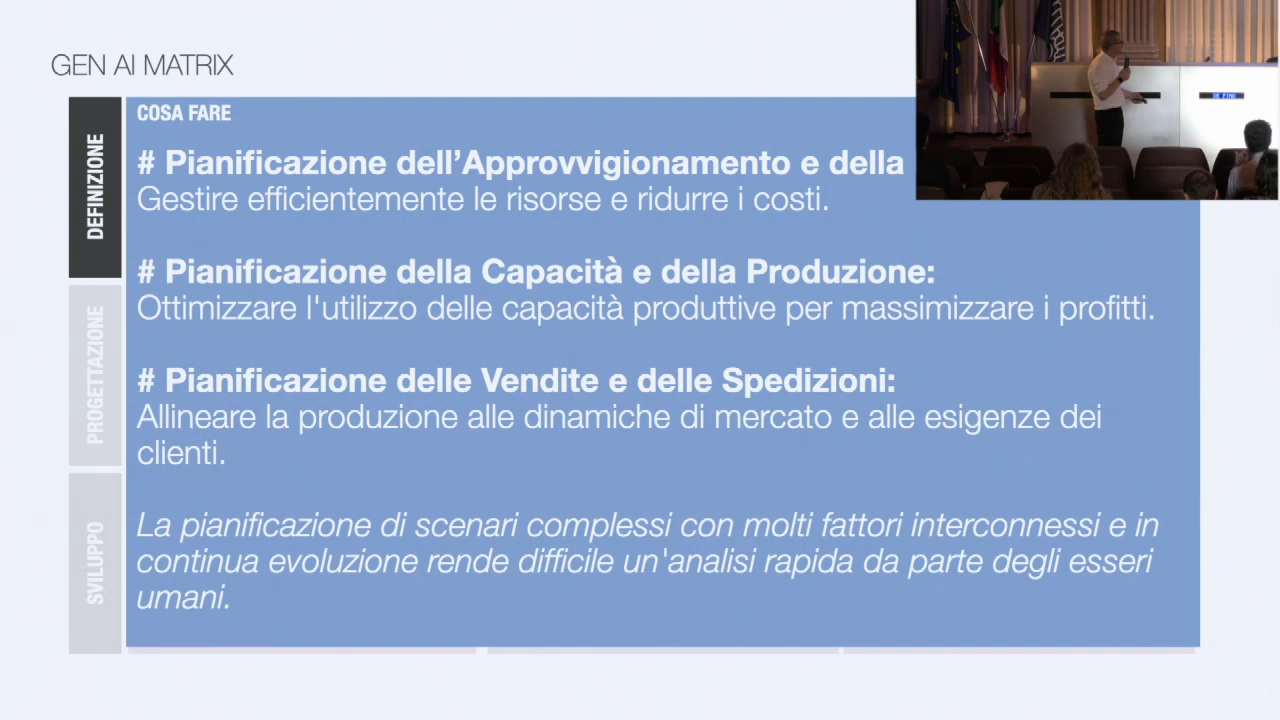 GEN AI MATRIX
COSA FARE
# Pianificazione dell’Approvvigionamento e della
Gestire efficientemente le risorse e ridurre i costi.
# Pianificazione della Capacità e della Produzione:
Ottimizzare l'utilizzo delle capacità produttive per massimizzare i profitti.
# Pianificazione delle Vendite e delle Spedizioni:
Allineare la produzione alle dinamiche di mercato e alle esigenze dei
clienti.
La pianificazione di scenari complessi con molti fattori interconnessi e in
continua evoluzione rende difficile un'analisi rapida da parte degli esseri
umani.
DEFINIZIONE
PROGETTAZIONE
SVILUPPO